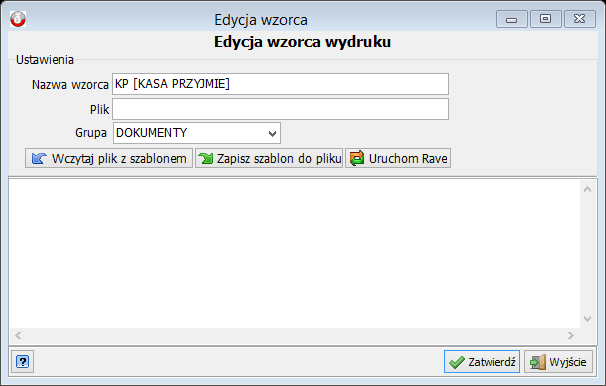 Edycja wzorca
Edycja wzorca wydruku
Ustawienia
Nazwa wzorca KP [KASA PRZYJMIE]
Plik
Grupa DOKUMENTY
Wczytaj plik z szablonem Zapisz szablon do pliku Uruchom Rave
? Zatwierdź Wyjście